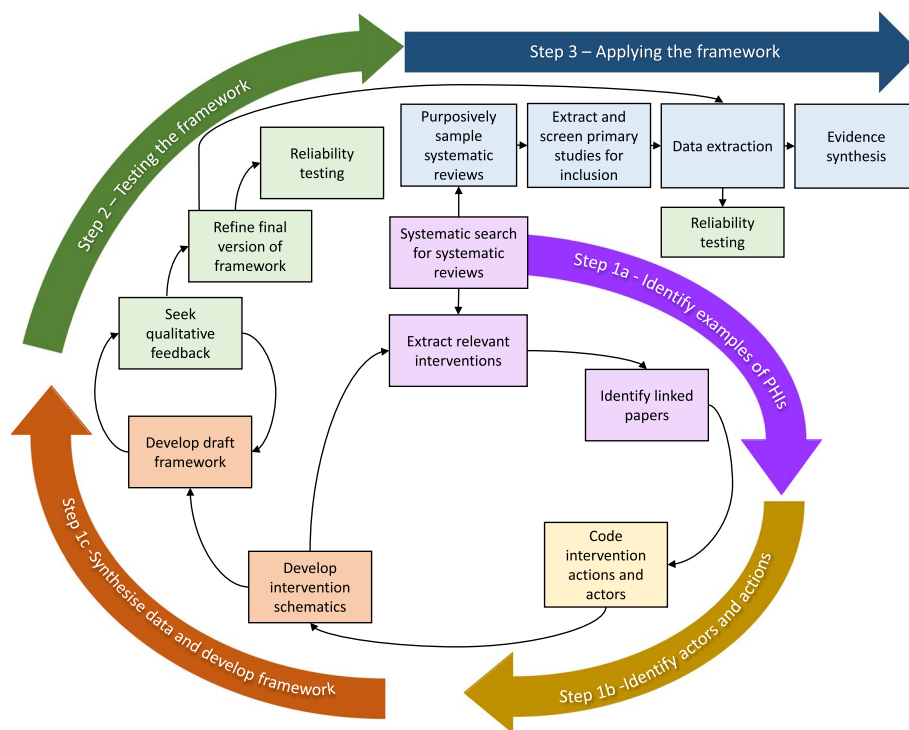 Step 3 – Applying the framework
Step 2 – Testing the framework
Purposively
sample
systematic
reviews
Extract and
screen primary
studies for
inclusion
Data extraction
Evidence
synthesis
Reliability
testing
Reliability
testing
Refine final
version of
framework
Systematic search
for systematic
reviews
Step 1a - Identify examples of PHIs
Seek
qualitative
feedback
Extract relevant
interventions
Identify linked
papers
Develop draft
framework
Code
intervention
actions and
actors
Develop
intervention
schematics
Step 1b -Identify actors and actions
Step 1c -Synthesise data and develop framework